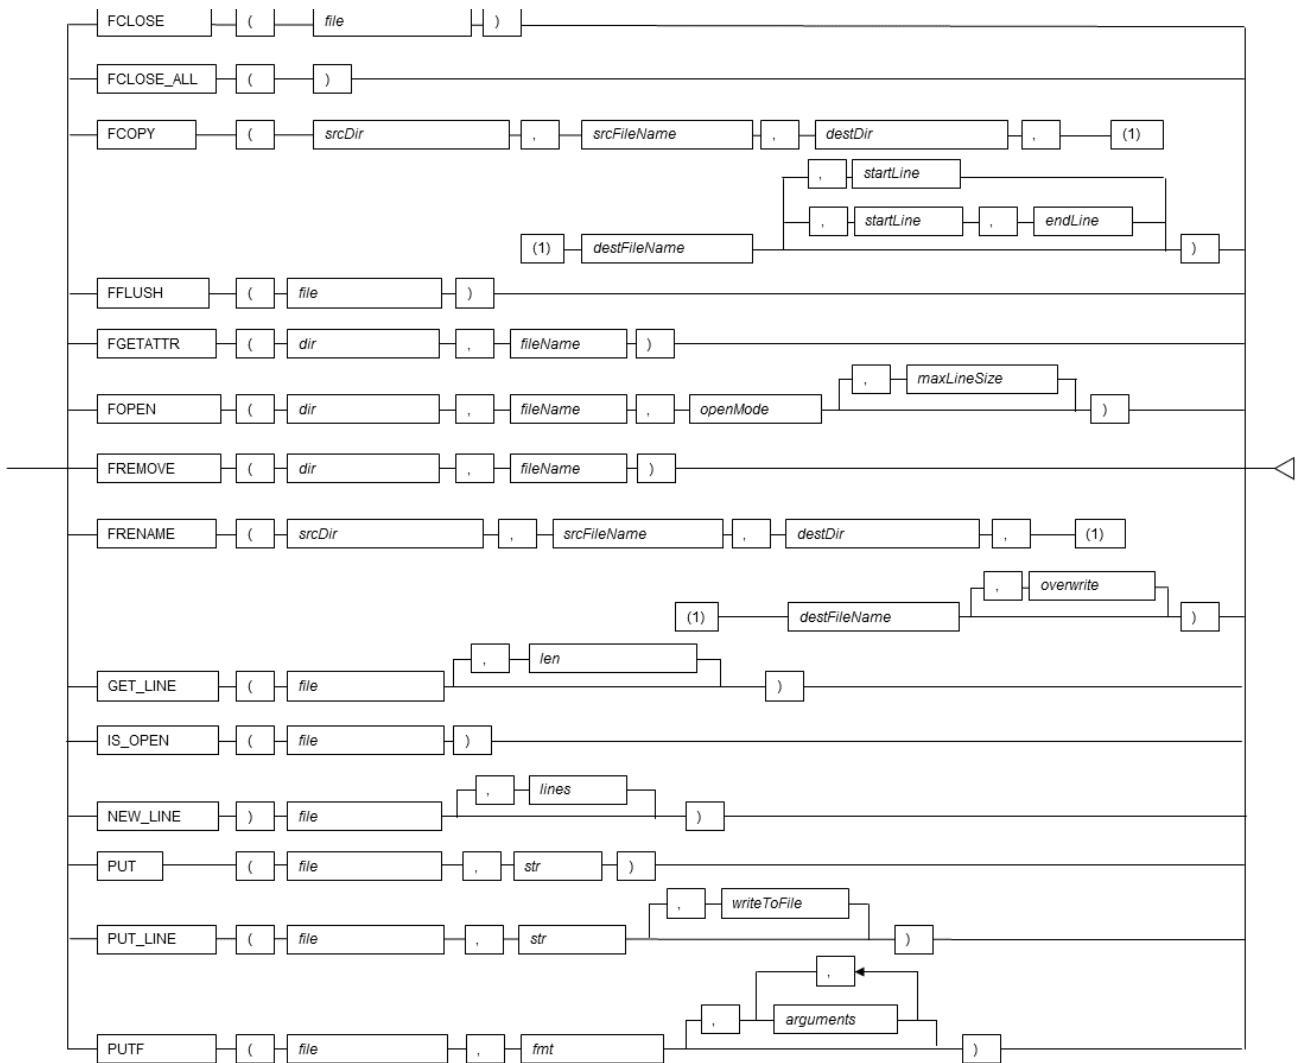 FCLOSE ( file )
FCLOSE_ALL ( )
FCOPY ( srcDir , srcFileName , destDir , (1)
, startLine
, startLine , endLine
(1) destFileName )
FFLUSH ( file )
FGETATTR ( dir , fileName )
, maxLineSize
FOPEN ( dir , fileName , openMode )
FREMOVE ( dir , fileName )
FRENAME ( srcDir , srcFileName , destDir , (1)
, overwrite
(1) destFileName )
, len
GET_LINE ( file )
IS_OPEN ( file )
, lines
NEW_LINE ) file )
PUT ( file , str )
, writeToFile
PUT_LINE ( file , str )
,
, arguments
PUTF ( file , fmt )